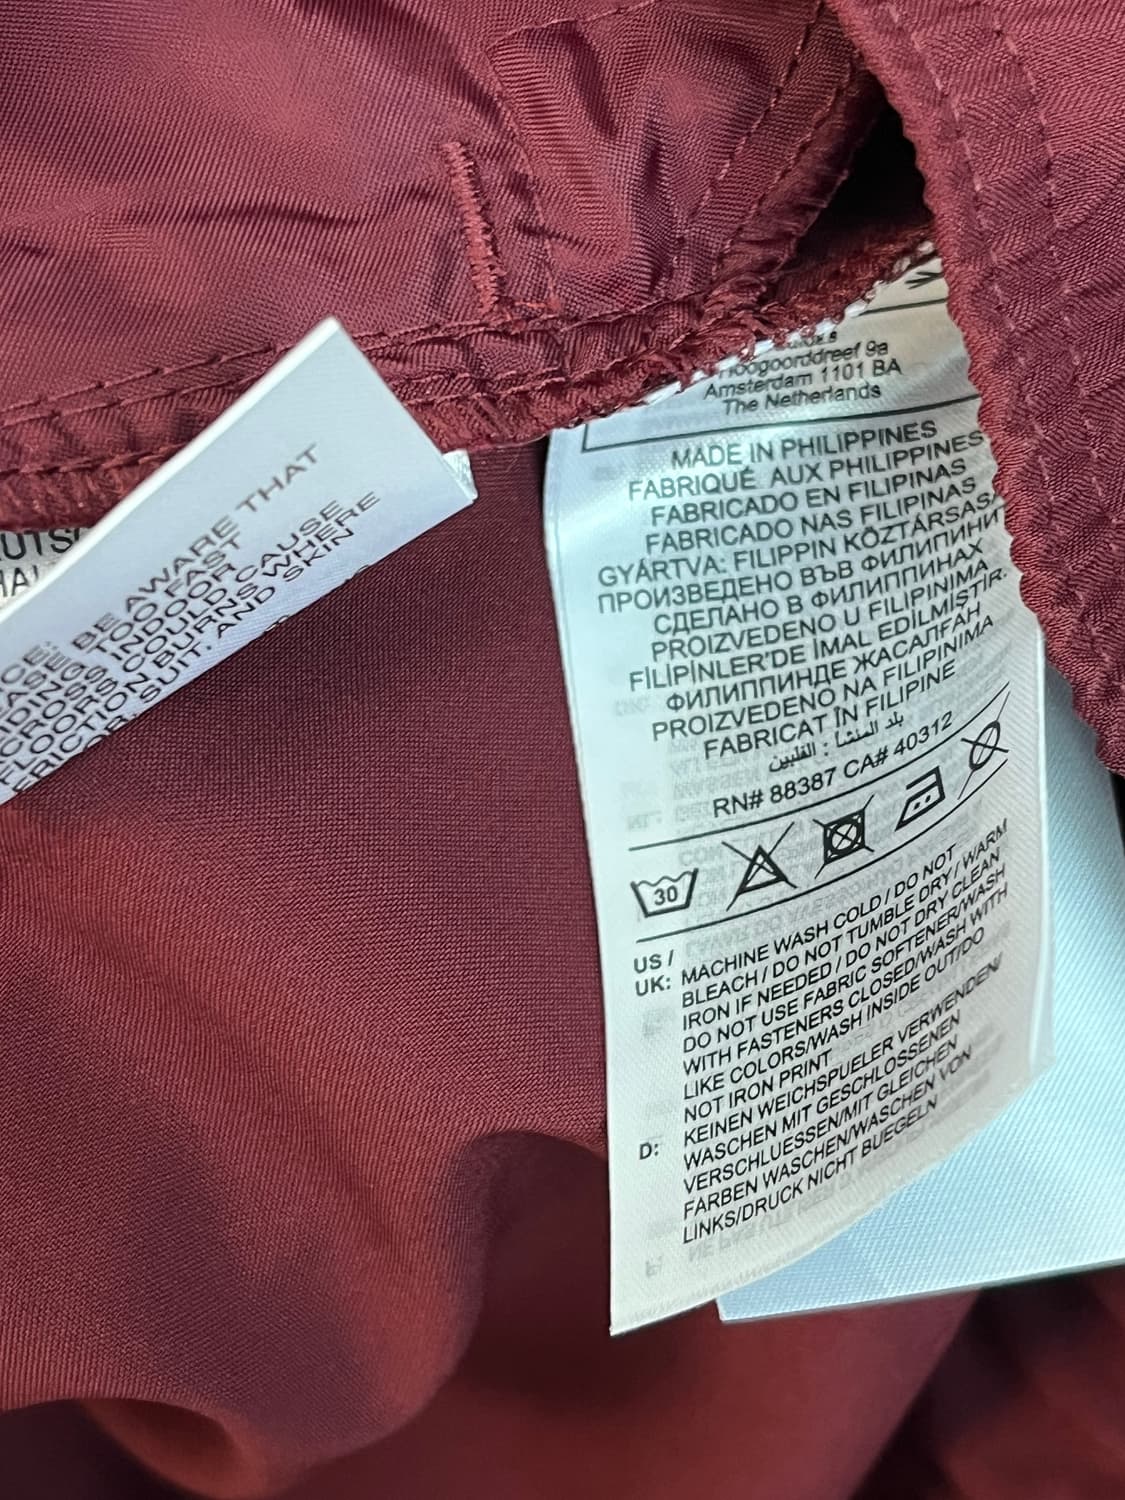 BE AWARE THAT
TOO FAST
INDOOR
COULD CAUSE
BURNS WHERE
SUIT. AND SKIN
Hoogoorddreef 9a
Amsterdam 1101 BA
The Netherlands
MADE IN PHILIPPINES
FABRIQUÉ AUX PHILIPPINES
FABRICADO EN FILIPINAS
FABRICADO NAS FILIPINAS
GYÁRTVA: FILIPPIN KÖZTÁRSASÁ
ПРОИЗВЕДЕНО ВЪВ ФИЛИПИНИТ
СДЕЛАНО В ФИЛИППИНАХ
PROIZVEDENO U FILIPINIMA
FİLİPİNLER'DE İMAL EDİLMİŞTİR.
ФИЛИППИНДЕ ЖАСАЛҒАН
PROIZVEDENO NA FILIPINIMA
FABRICAT ÎN FILIPINE
بلد المنشا : الفلبين
RN# 88387 CA# 40312
30
US / UK: MACHINE WASH COLD / DO NOT
BLEACH / DO NOT TUMBLE DRY / WARM
IRON IF NEEDED / DO NOT DRY CLEAN
DO NOT USE FABRIC SOFTENER/WASH
WITH FASTENERS CLOSED/WASH WITH
LIKE COLORS/WASH INSIDE OUT/DO
NOT IRON PRINT
D: KEINEN WEICHSPUELER VERWENDEN/
WASCHEN MIT GESCHLOSSENEN
VERSCHLUESSEN/MIT GLEICHEN
FARBEN WASCHEN/WASCHEN VON
LINKS/DRUCK NICHT BUEGELN